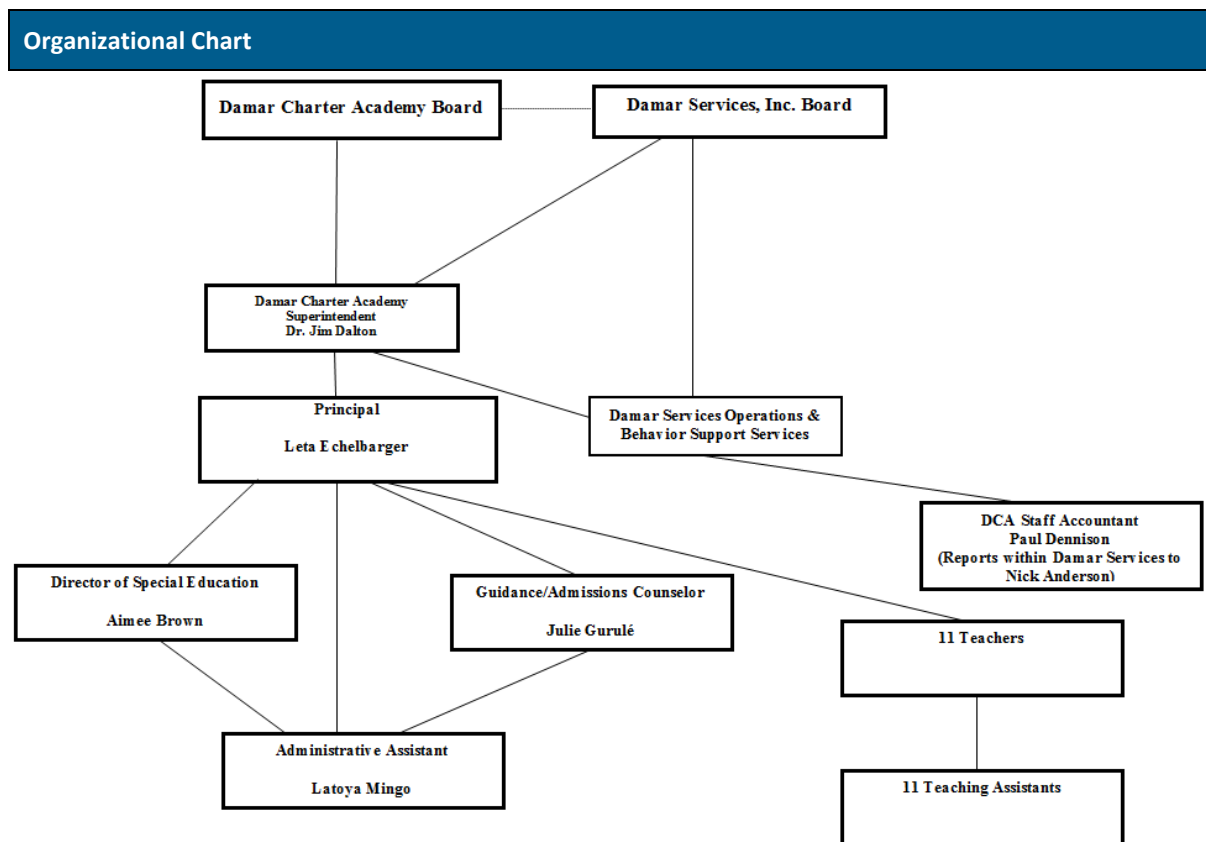 Organizational Chart
Damar Charter Academy Board
Damar Services, Inc. Board
Damar Charter Academy
Superintendent
Dr. Jim Dalton
Principal
Leta Echelbarger
Damar Services Operations &
Behavior Support Services
DCA Staff Accountant
Paul Dennison
(Reports within Damar Services to
Nick Anderson)
Director of Special Education
Aimee Brown
Guidance/Admissions Counselor
Julie Gurulé
11 Teachers
Administrative Assistant
Latoya Mingo
11 Teaching Assistants